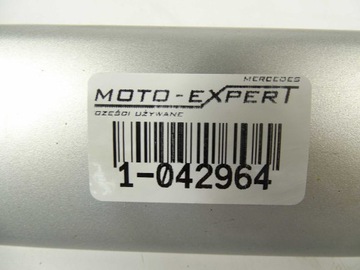 MERCEDES
MOTO-EXPERT
CZĘŚCI UŻYWANE
1-042964